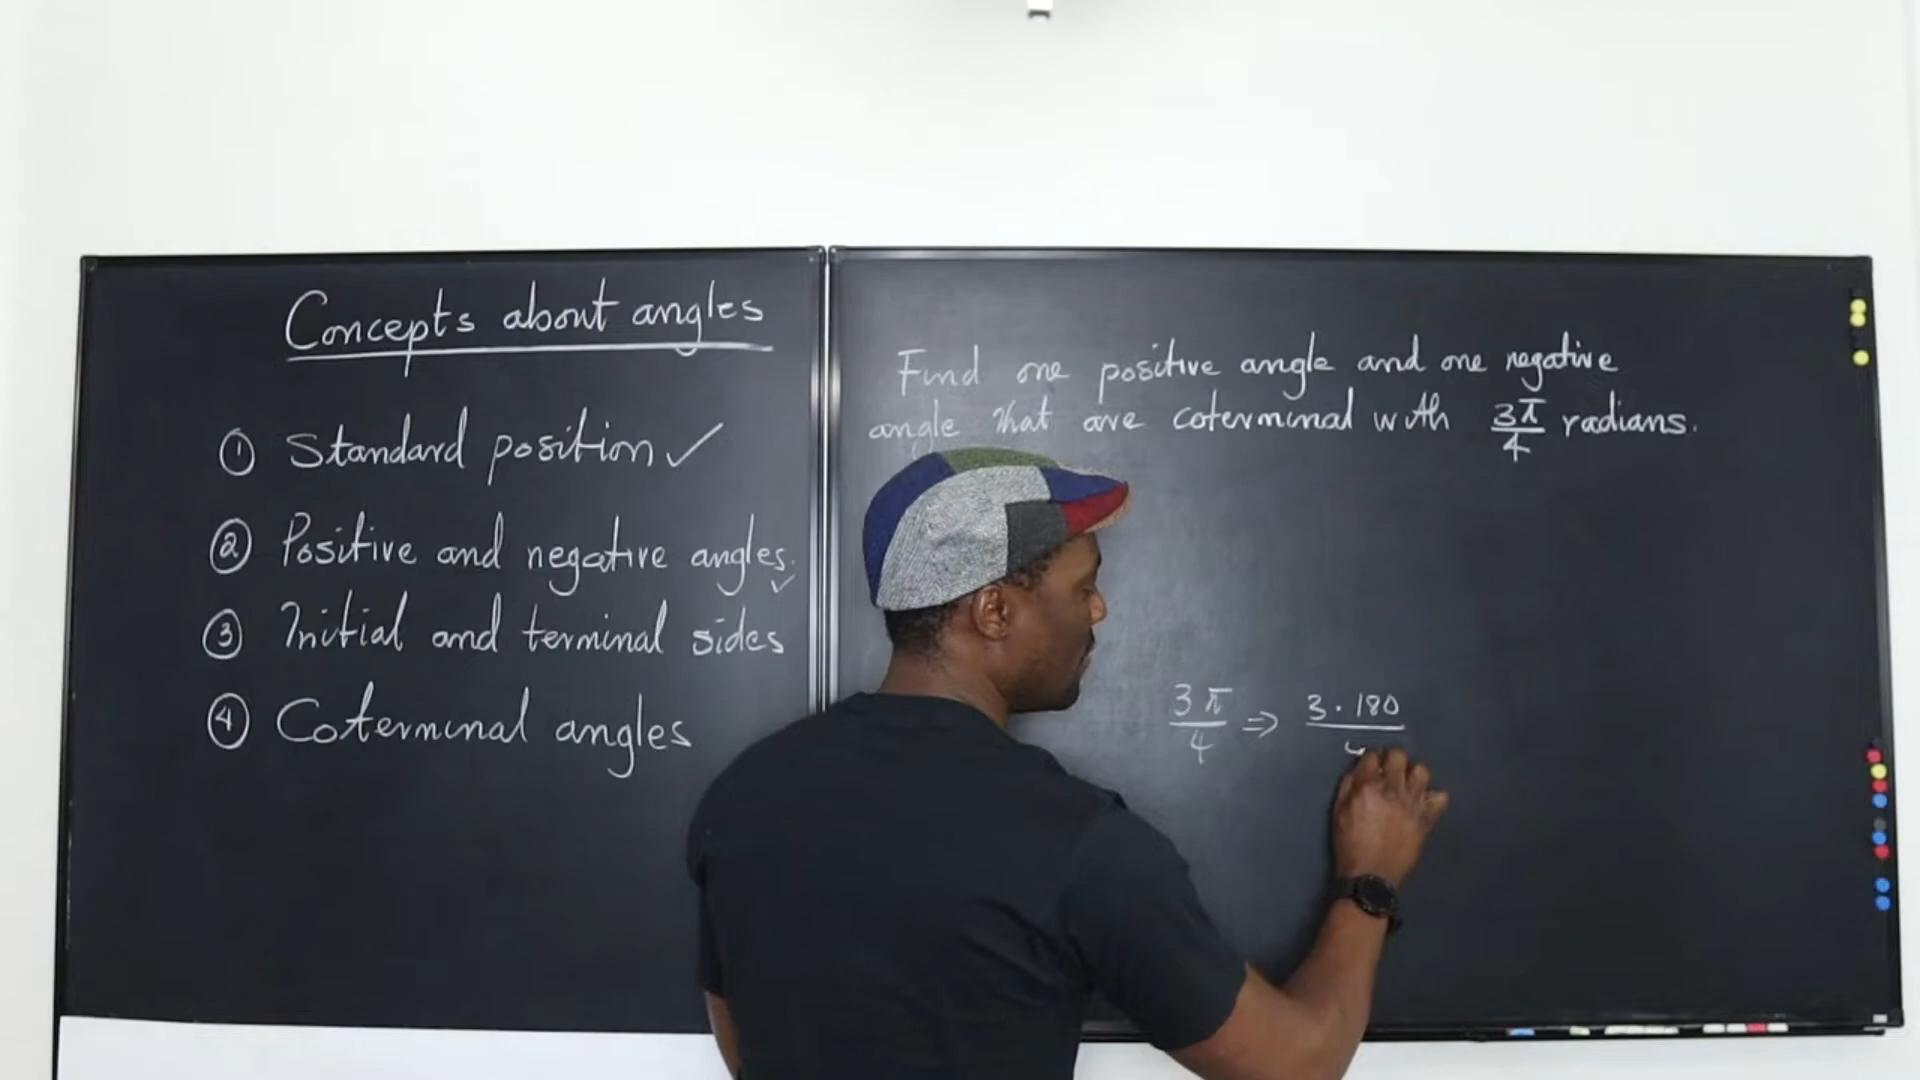 Concepts about angles
① Standard position ✓
② Positive and negative angles. ✓
③ Initial and terminal sides
④ Coterminal angles
Find one positive angle and one negative
angle that are coterminal with 3π/4 radians.
3π/4 ⇒ 3·180/4